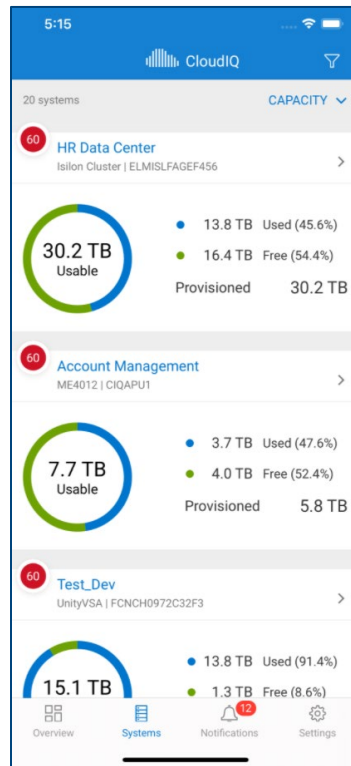 5:15
CloudIQ
20 systems CAPACITY
60
HR Data Center
Isilon Cluster | ELMISLFAGEF456
30.2 TB
Usable
13.8 TB Used (45.6%)
16.4 TB Free (54.4%)
Provisioned 30.2 TB
60
Account Management
ME4012 | CIQAPU1
7.7 TB
Usable
3.7 TB Used (47.6%)
4.0 TB Free (52.4%)
Provisioned 5.8 TB
60
Test_Dev
UnityVSA | FCNCH0972C32F3
15.1 TB
13.8 TB Used (91.4%)
1.3 TB Free (8.6%)
12
Overview Systems Notifications Settings